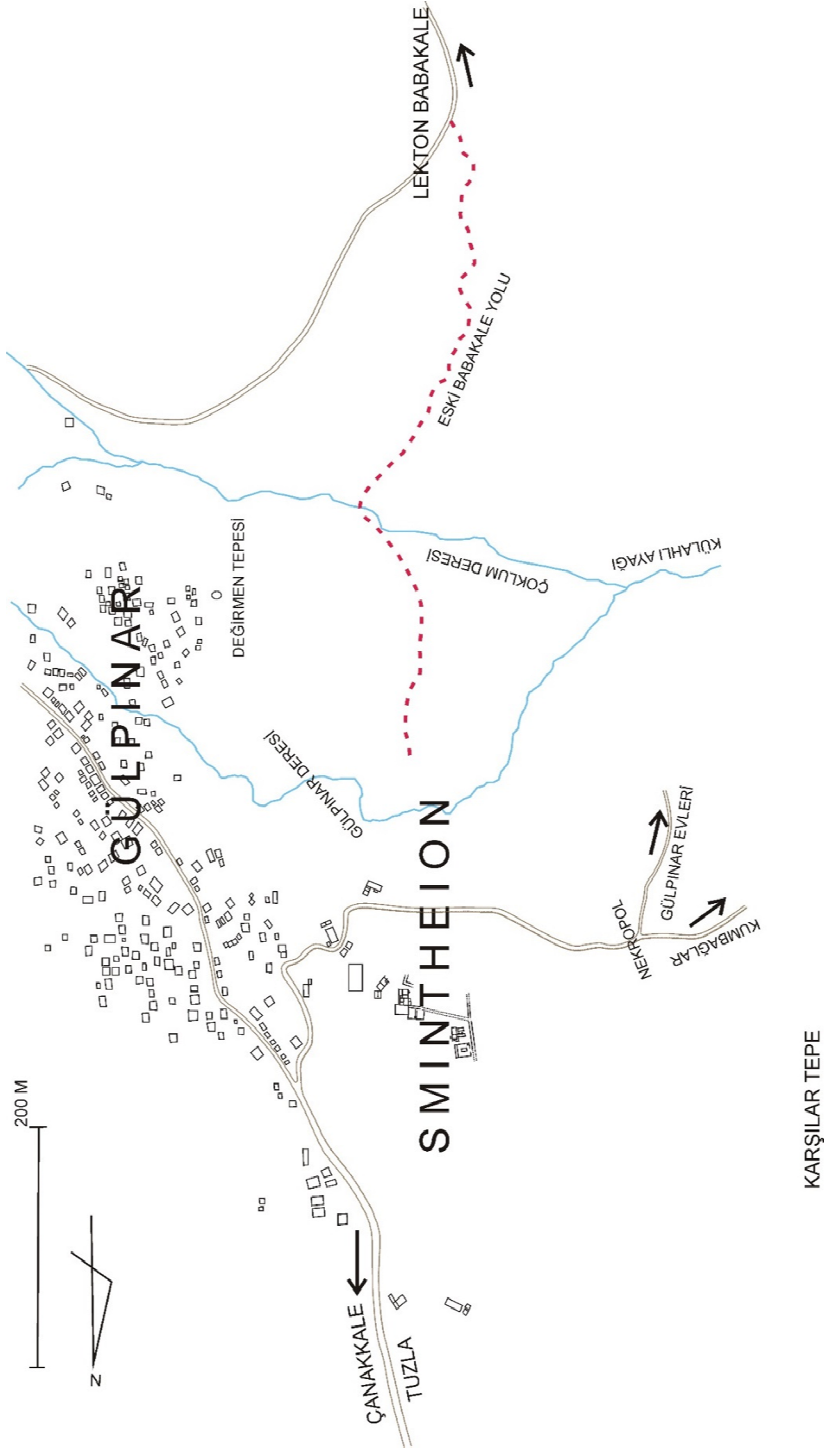 200 M
N
GÜLPINAR
DEĞİRMEN TEPESİ
LEKTON BABAKALE
ESKİ BABAKALE YOLU
GÜLPINAR DERESİ
ÇOKLUM DERESİ
KÜLAHLI AYAĞI
SMINTHEION
ÇANAKKALE
TUZLA
NEKROPOL
GÜLPINAR EVLERİ
KUMBAĞLAR
KARŞILAR TEPE